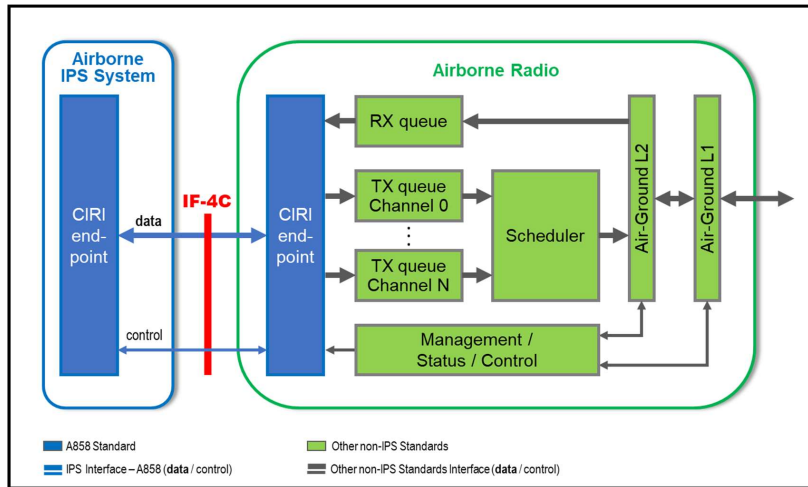 Airborne
IPS System
Airborne Radio
CIRI
end-
point
data
control
IF-4C
CIRI
end-
point
RX queue
TX queue
Channel 0
⋮
TX queue
Channel N
Scheduler
Management /
Status / Control
Air-Ground L2
Air-Ground L1
A858 Standard
IPS Interface – A858 (data / control)
Other non-IPS Standards
Other non-IPS Standards Interface (data / control)